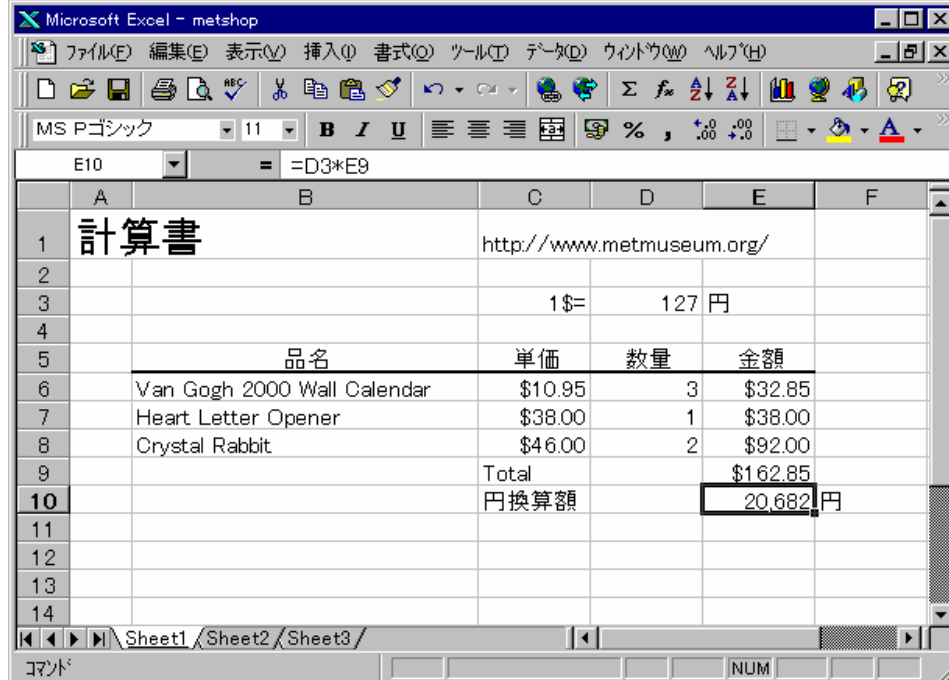 Microsoft Excel - metshop
ファイル(F) 編集(E) 表示(V) 挿入(I) 書式(O) ツール(T) データ(D) ウィンドウ(W) ヘルプ(H)
MS Pゴシック 11 B I U
E10 = =D3*E9
A B C D E F
1 計算書 http://www.metmuseum.org/
2
3 1$= 127 円
4
5 品名 単価 数量 金額
6 Van Gogh 2000 Wall Calendar $10.95 3 $32.85
7 Heart Letter Opener $38.00 1 $38.00
8 Crystal Rabbit $46.00 2 $92.00
9 Total $162.85
10 円換算額 20,682 円
11
12
13
14
Sheet1 Sheet2 Sheet3
コマンド NUM